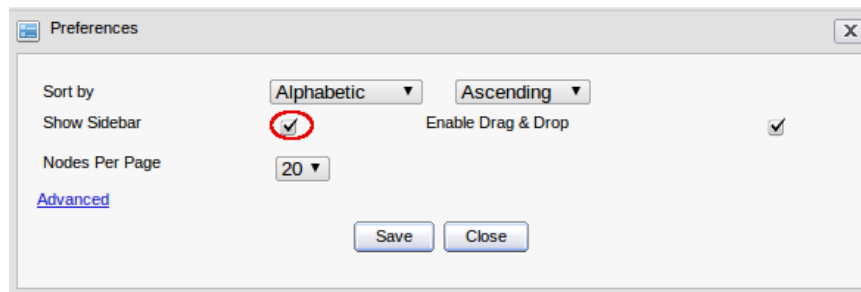 Preferences
X
Sort by Alphabetic Ascending
Show Sidebar Enable Drag & Drop
Nodes Per Page 20
Advanced
Save Close